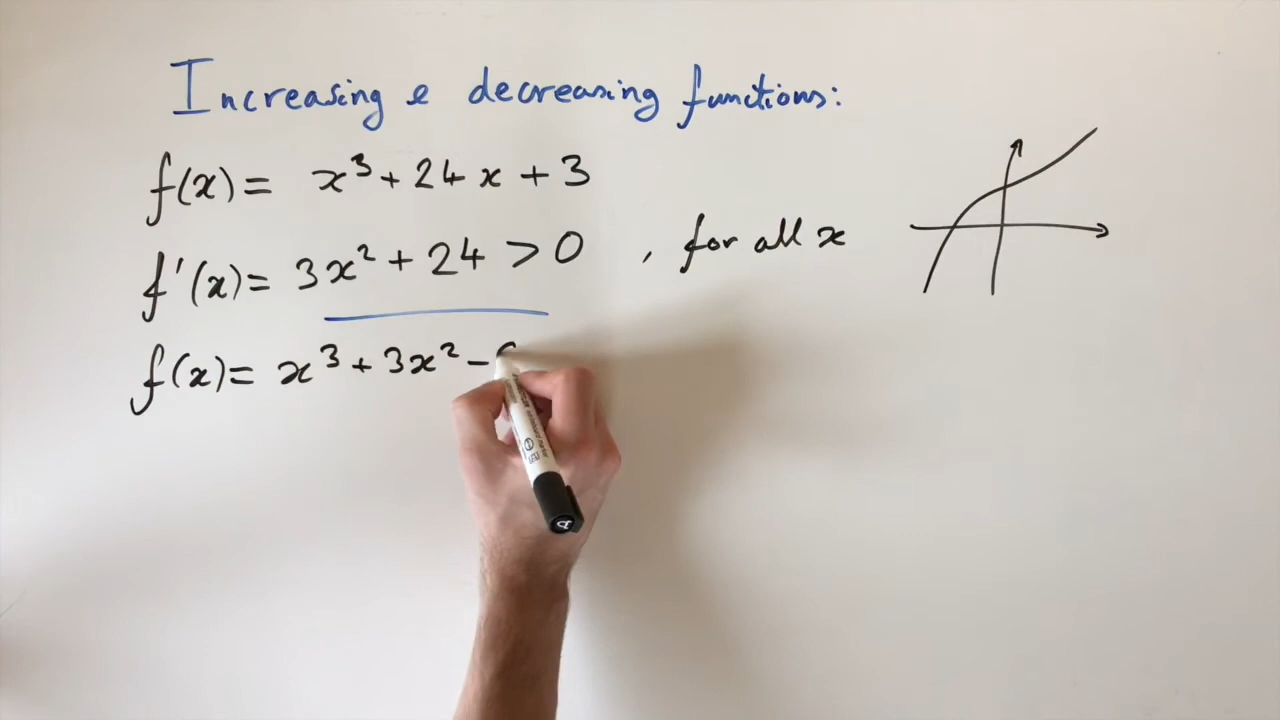 Increasing e decreasing functions:
f(x) = x³ + 24x + 3
f'(x) = 3x² + 24 > 0 , for all x
f(x) = x³ + 3x² -